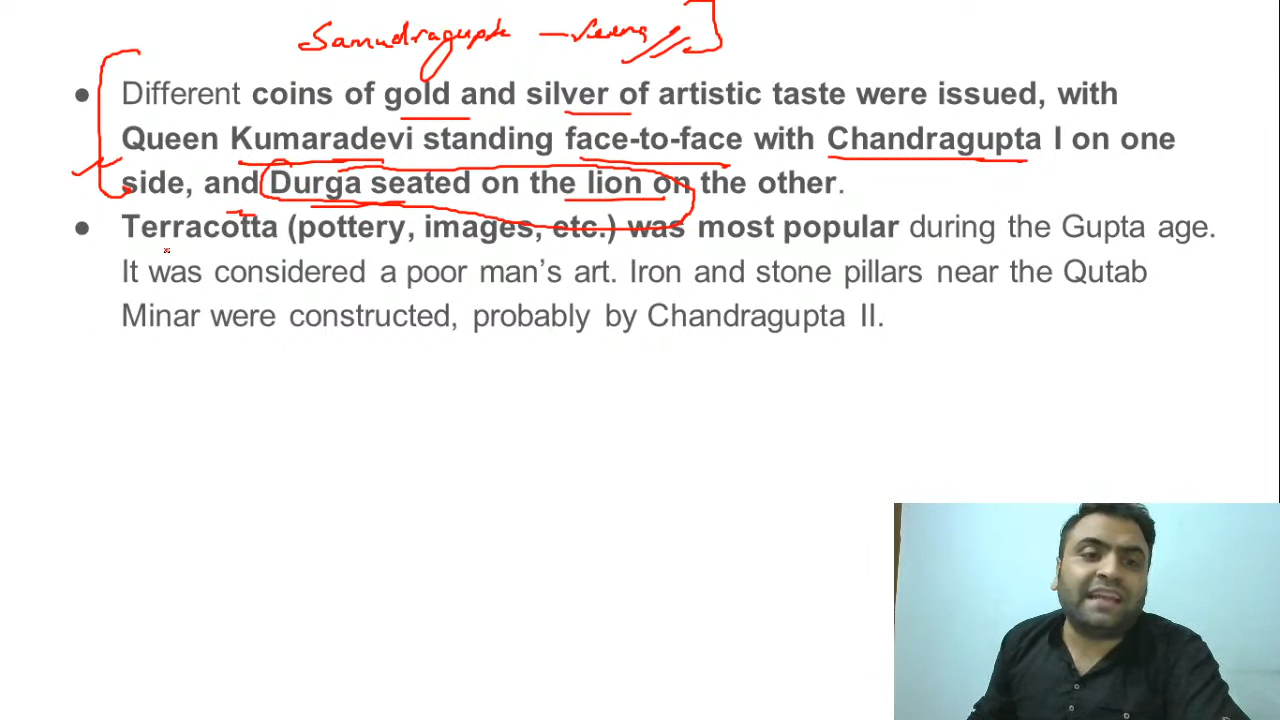 Samudragupta — Veena
● Different coins of gold and silver of artistic taste were issued, with
Queen Kumaradevi standing face-to-face with Chandragupta I on one
side, and Durga seated on the lion on the other.
● Terracotta (pottery, images, etc.) was most popular during the Gupta age.
It was considered a poor man's art. Iron and stone pillars near the Qutab
Minar were constructed, probably by Chandragupta II.